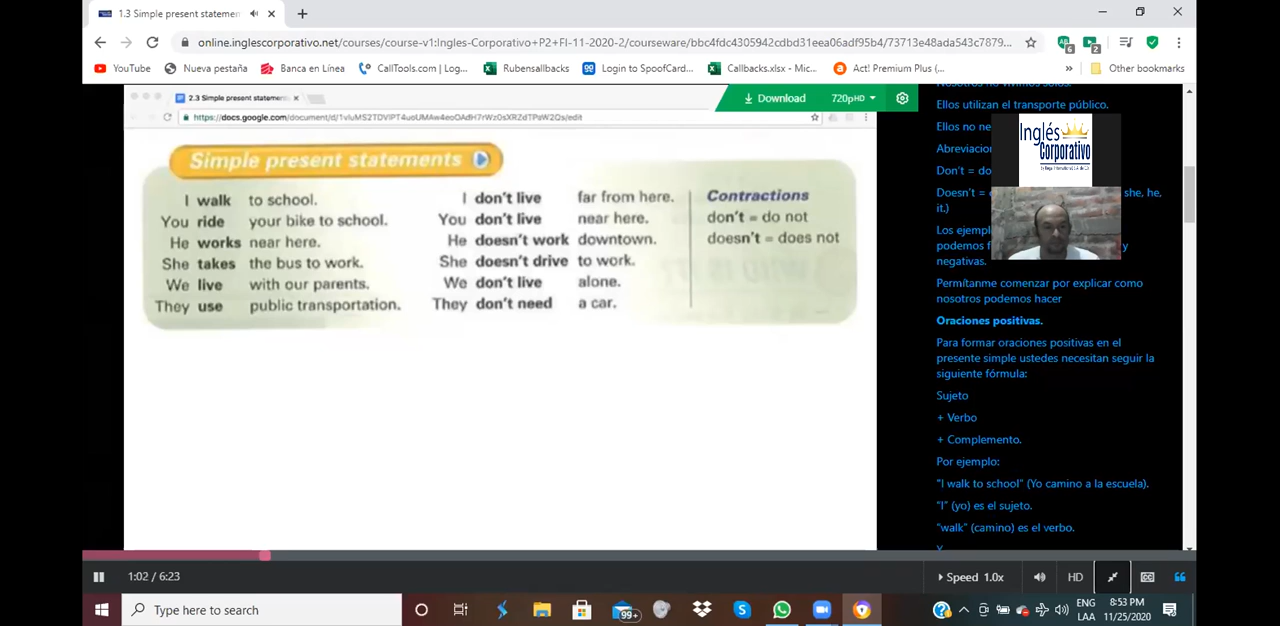 1.3 Simple present statemen
online.inglescorporativo.net/courses/course-v1:Ingles-Corporativo+P2+FI-11-2020-2/courseware/bbc4fdc4305942cdbd31eea06adf95b4/73713e48ada543c7879...
6
2
YouTube
Nueva pestaña
Banca en Línea
CallTools.com | Log...
Rubensallbacks
Login to SpoofCard...
Callbacks.xlsx - Mic...
Act! Premium Plus (...
»
Other bookmarks
2.3 Simple present stateme
Download
720pHD
Simple present statements
I walk to school.
You ride your bike to school.
He works near here.
She takes the bus to work.
We live with our parents.
They use public transportation.
I don't live far from here.
You don't live near here.
He doesn't work downtown.
She doesn't drive to work.
We don't live alone.
They don't need a car.
Contractions
don't = do not
doesn't = does not
Ellos utilizan el transporte público.
Ellos no ne
Abreviacion
Don't = do
Doesn't = she, he,
it.)
Los ejempl
podemos f y
negativas.
Permítanme comenzar por explicar como
nosotros podemos hacer
Oraciones positivas.
Para formar oraciones positivas en el
presente simple ustedes necesitan seguir la
siguiente fórmula:
Sujeto
+ Verbo
+ Complemento.
Por ejemplo:
"I walk to school" (Yo camino a la escuela).
"I" (yo) es el sujeto.
"walk" (camino) es el verbo.
Y
Inglés
Corporativo
1:02 / 6:23
Speed 1.0x
HD
Type here to search
99+
ENG
LAA
8:53 PM
11/25/2020